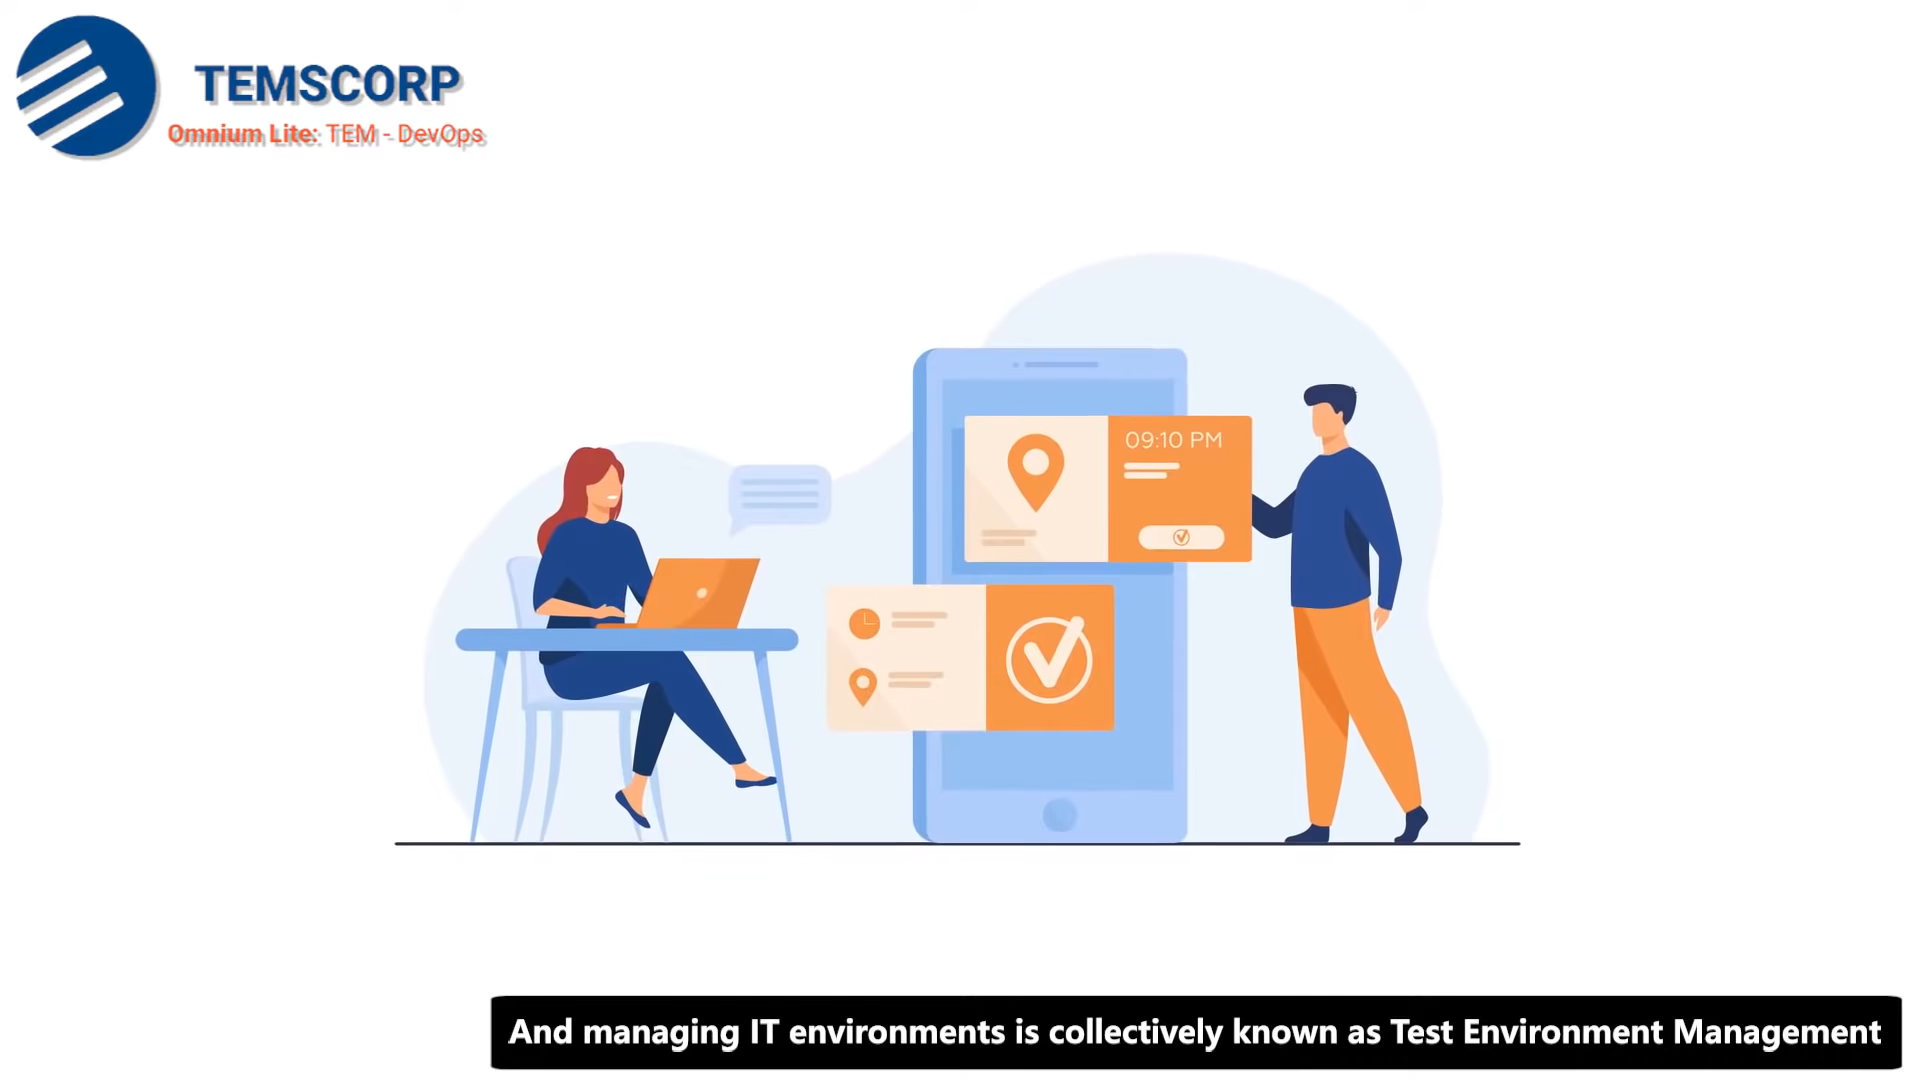 TEMSCORP
Omnium Lite: TEM - DevOps
09:10 PM
And managing IT environments is collectively known as Test Environment Management